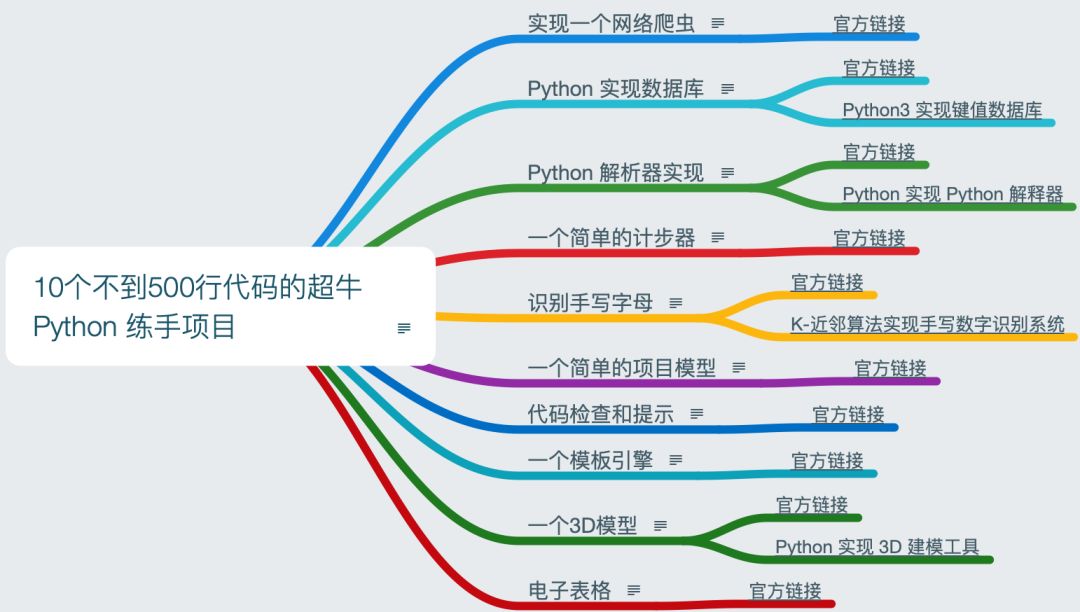 10个不到500行代码的超牛
Python 练手项目
实现一个网络爬虫
官方链接
Python 实现数据库
官方链接
Python3 实现键值数据库
Python 解析器实现
官方链接
Python 实现 Python 解释器
一个简单的计步器
官方链接
识别手写字母
官方链接
K-近邻算法实现手写数字识别系统
一个简单的项目模型
官方链接
代码检查和提示
官方链接
一个模板引擎
官方链接
一个3D模型
官方链接
Python 实现 3D 建模工具
电子表格
官方链接